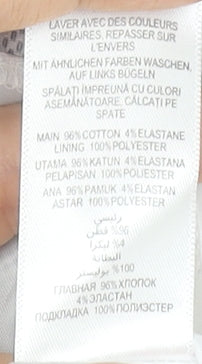 LAVER AVEC DES COULEURS
SIMILAIRES, REPASSER SUR
L'ENVERS
MIT ÄHNLICHEN FARBEN WASCHEN,
AUF LINKS BÜGELN
SPĂLAȚI ÎMPREUNĂ CU CULORI
ASEMĂNĂTOARE, CĂLCAȚI PE
SPATE
MAIN 96%COTTON 4%ELASTANE
LINING 100%POLYESTER
UTAMA 96%KATUN 4%ELASTANA
PELAPISAN 100%POLIESTER
ANA 96%PAMUK 4%ELASTAN
ASTAR 100%POLYESTER
رئيسي
96% قطن
4% ليكرا
البطانة
100% بوليستر
ГЛАВНАЯ 96%ХЛОПОК
4%ЭЛАСТАН
ПОДКЛАДКА 100%ПОЛИЭСТЕР